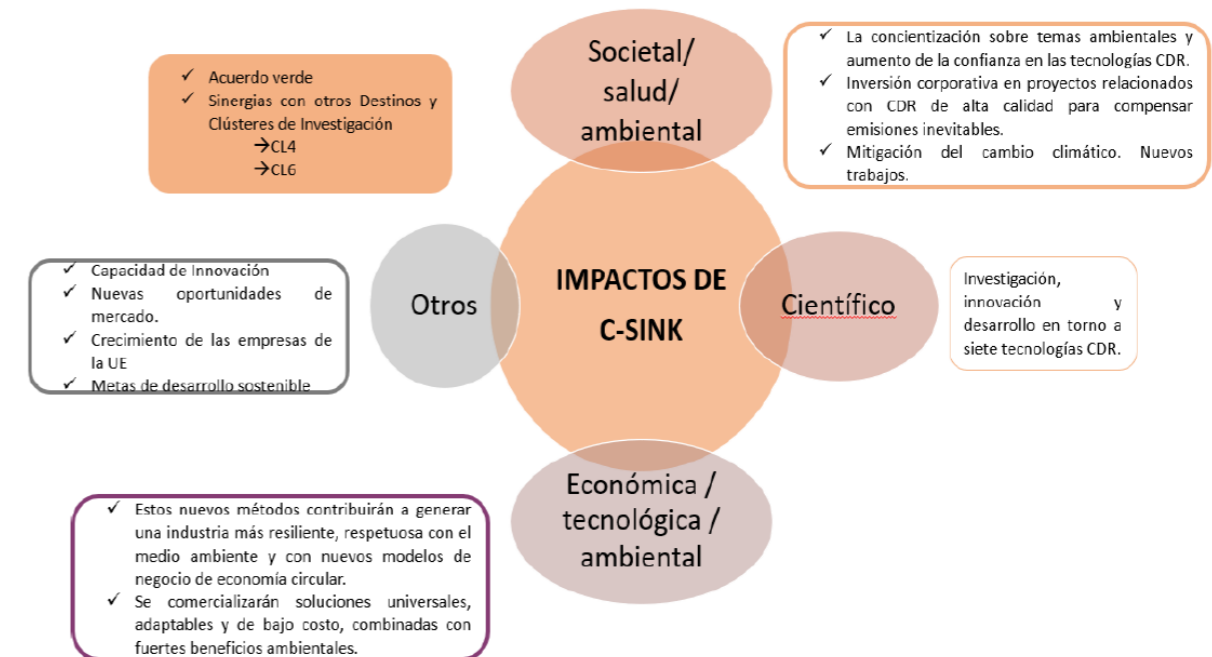 Societal/
salud/
ambiental
✓ La concientización sobre temas ambientales y
aumento de la confianza en las tecnologías CDR.
✓ Inversión corporativa en proyectos relacionados
con CDR de alta calidad para compensar
emisiones inevitables.
✓ Mitigación del cambio climático. Nuevos
trabajos.
✓ Acuerdo verde
✓ Sinergias con otros Destinos y
Clústeres de Investigación
→CL4
→CL6
✓ Capacidad de Innovación
✓ Nuevas oportunidades de
mercado.
✓ Crecimiento de las empresas de
la UE
✓ Metas de desarrollo sostenible
Otros
IMPACTOS DE
C-SINK
Científico
Investigación,
innovación y
desarrollo en torno a
siete tecnologías CDR.
Económica /
tecnológica /
ambiental
✓ Estos nuevos métodos contribuirán a generar
una industria más resiliente, respetuosa con el
medio ambiente y con nuevos modelos de
negocio de economía circular.
✓ Se comercializarán soluciones universales,
adaptables y de bajo costo, combinadas con
fuertes beneficios ambientales.